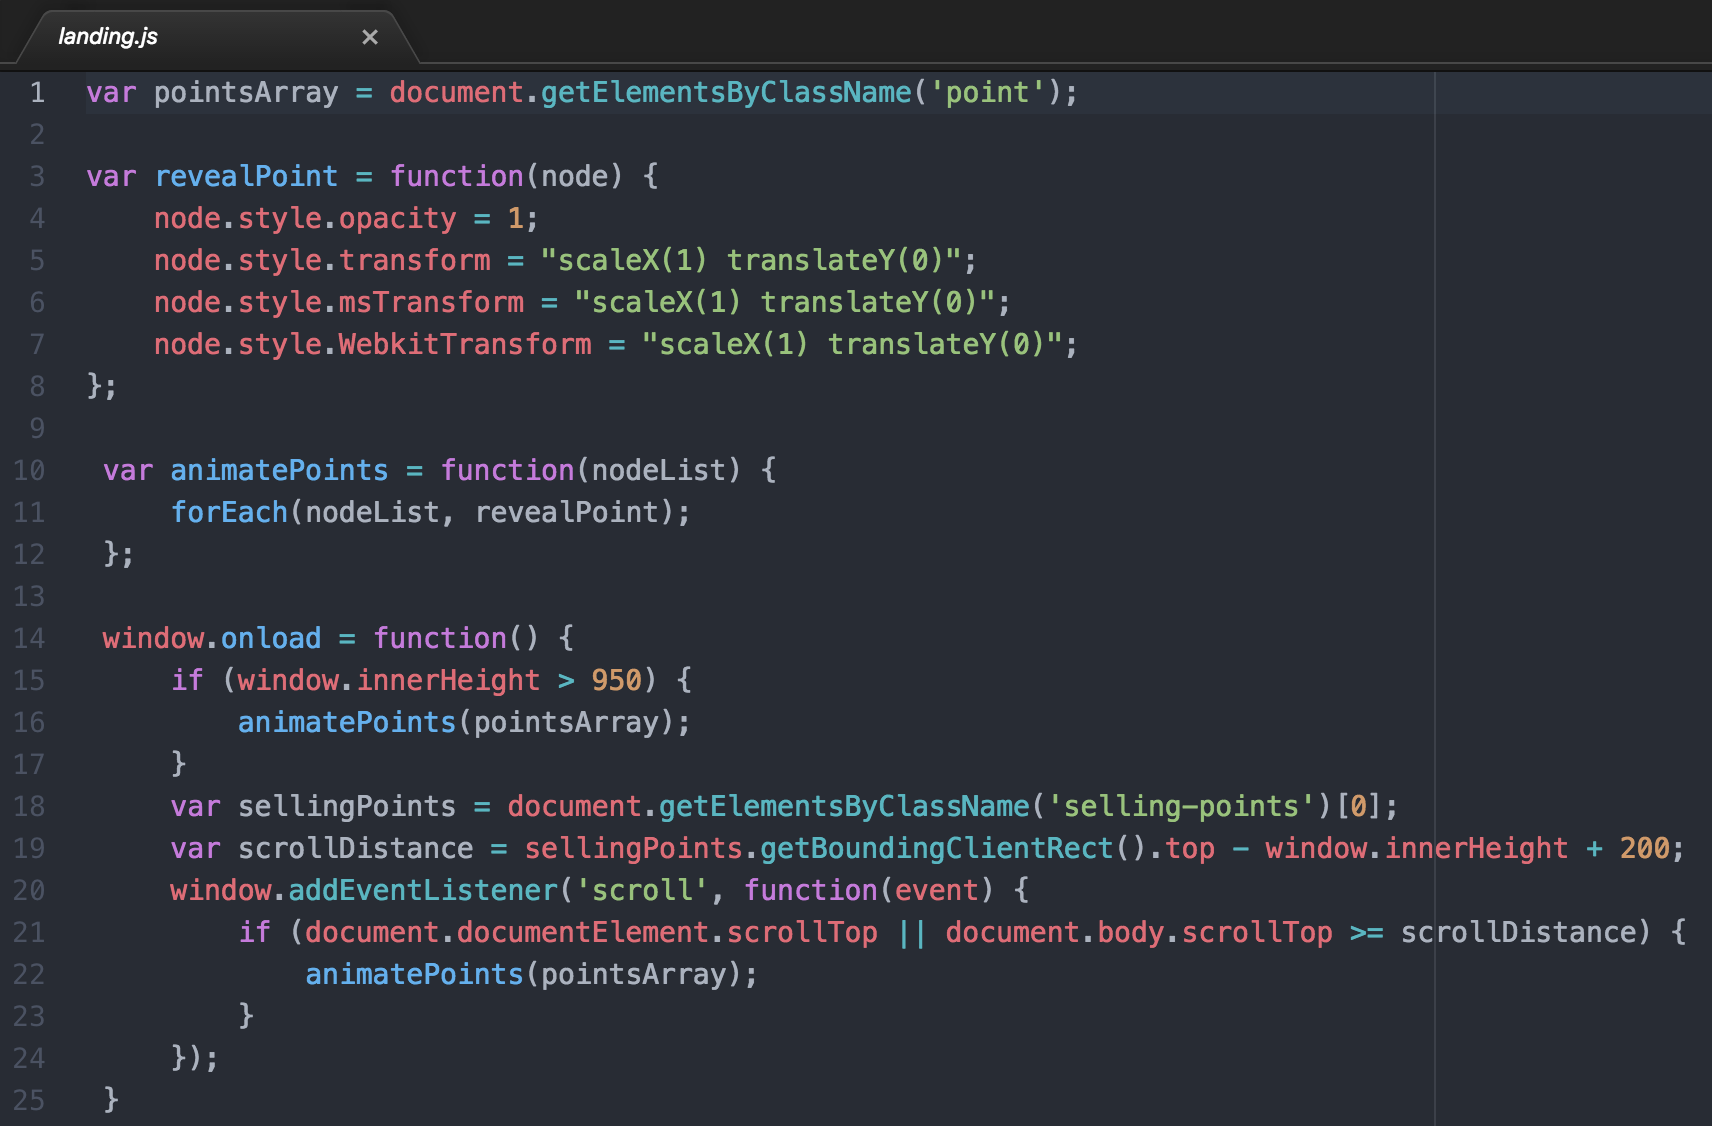 landing.js ×
1 var pointsArray = document.getElementsByClassName('point');
2
3 var revealPoint = function(node) {
4     node.style.opacity = 1;
5     node.style.transform = "scaleX(1) translateY(0)";
6     node.style.msTransform = "scaleX(1) translateY(0)";
7     node.style.WebkitTransform = "scaleX(1) translateY(0)";
8 };
9
10  var animatePoints = function(nodeList) {
11      forEach(nodeList, revealPoint);
12  };
13
14  window.onload = function() {
15      if (window.innerHeight > 950) {
16          animatePoints(pointsArray);
17      }
18      var sellingPoints = document.getElementsByClassName('selling-points')[0];
19      var scrollDistance = sellingPoints.getBoundingClientRect().top - window.innerHeight + 200;
20      window.addEventListener('scroll', function(event) {
21          if (document.documentElement.scrollTop || document.body.scrollTop >= scrollDistance) {
22              animatePoints(pointsArray);
23          }
24      });
25  }